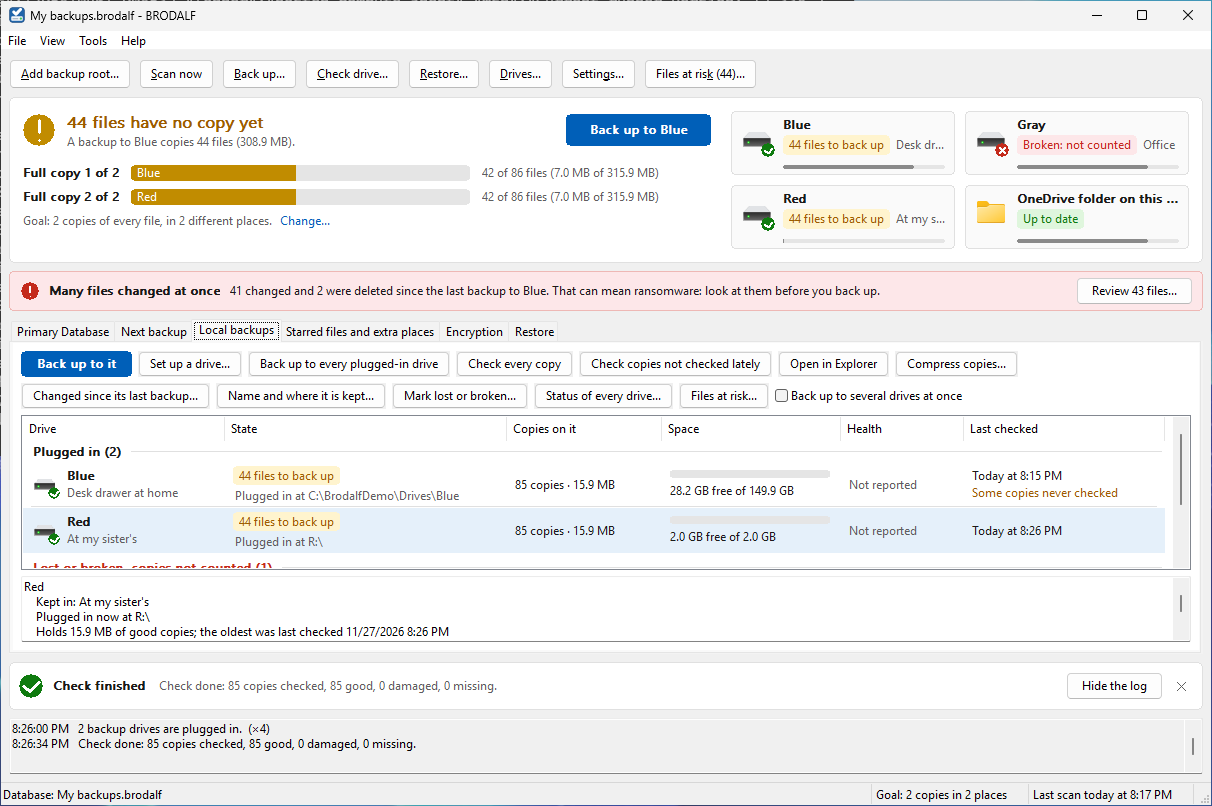 My backups.brodalf - BRODALF
File View Tools Help
Add backup root... Scan now Back up... Check drive... Restore... Drives... Settings... Files at risk (44)...
44 files have no copy yet
A backup to Blue copies 44 files (308.9 MB).
Back up to Blue
Full copy 1 of 2 Blue 42 of 86 files (7.0 MB of 315.9 MB)
Full copy 2 of 2 Red 42 of 86 files (7.0 MB of 315.9 MB)
Goal: 2 copies of every file, in 2 different places. Change...
Blue
44 files to back up Desk dr...
Gray
Broken: not counted Office
Red
44 files to back up At my s...
OneDrive folder on this ...
Up to date
Many files changed at once 41 changed and 2 were deleted since the last backup to Blue. That can mean ransomware: look at them before you back up. Review 43 files...
Primary Database Next backup Local backups Starred files and extra places Encryption Restore
Back up to it Set up a drive... Back up to every plugged-in drive Check every copy Check copies not checked lately Open in Explorer Compress copies...
Changed since its last backup... Name and where it is kept... Mark lost or broken... Status of every drive... Files at risk... Back up to several drives at once
Drive State Copies on it Space Health Last checked
Plugged in (2)
Blue 44 files to back up Today at 8:15 PM
85 copies · 15.9 MB Not reported
Desk drawer at home Plugged in at C:\BrodalfDemo\Drives\Blue 28.2 GB free of 149.9 GB Some copies never checked
Red 44 files to back up
85 copies · 15.9 MB Not reported Today at 8:26 PM
At my sister's Plugged in at R:\ 2.0 GB free of 2.0 GB
Lost or broken, copies not counted (1)
Red
Kept in: At my sister's
Plugged in now at R:\
Holds 15.9 MB of good copies; the oldest was last checked 11/27/2026 8:26 PM
Check finished Check done: 85 copies checked, 85 good, 0 damaged, 0 missing. Hide the log
8:26:00 PM 2 backup drives are plugged in. (×4)
8:26:34 PM Check done: 85 copies checked, 85 good, 0 damaged, 0 missing.
Database: My backups.brodalf Goal: 2 copies in 2 places Last scan today at 8:17 PM